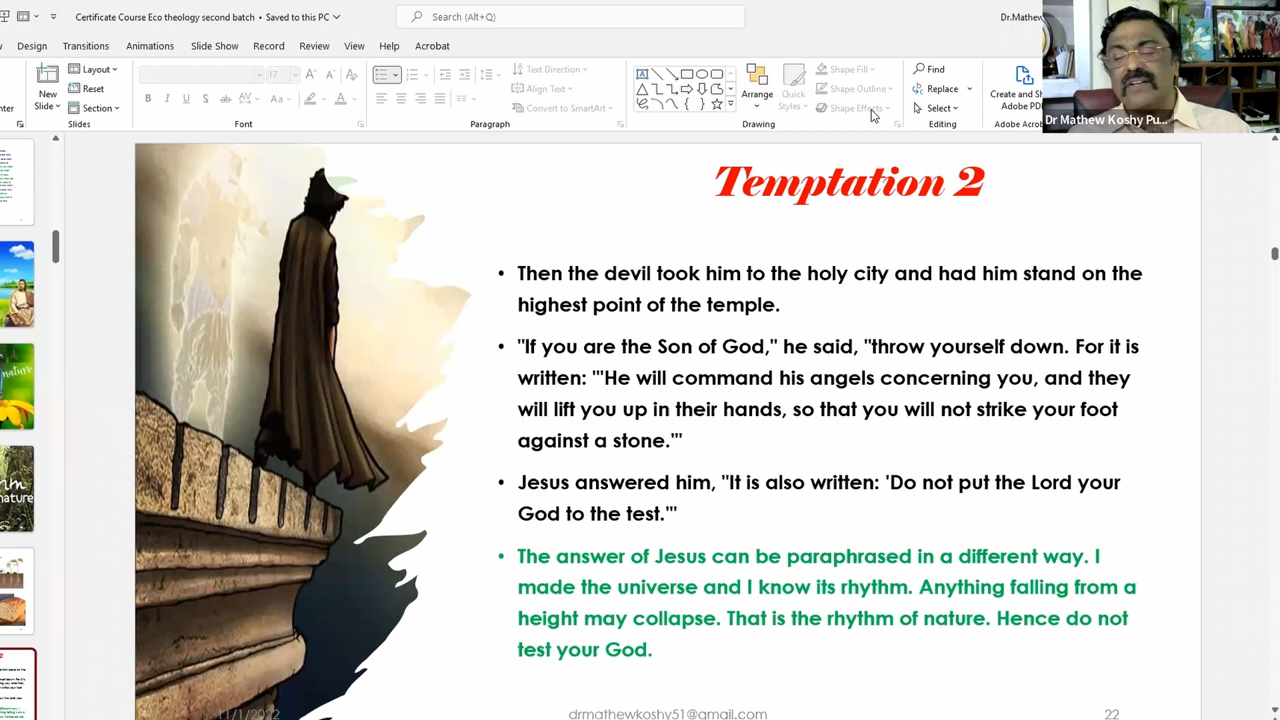 Certificate Course Eco theology second batch • Saved to this PC
Search (Alt+Q)
Dr.Mathew
Design Transitions Animations Slide Show Record Review View Help Acrobat
New Slide
Layout
Reset
Section
Slides
17
Font
Text Direction
Align Text
Convert to SmartArt
Paragraph
Arrange
Quick Styles
Shape Fill
Shape Outline
Shape Effects
Drawing
Find
Replace
Select
Editing
Create and Sh
Adobe PDF
Adobe Acro
Dr Mathew Koshy Pu...
Temptation 2
• Then the devil took him to the holy city and had him stand on the
highest point of the temple.
• "If you are the Son of God," he said, "throw yourself down. For it is
written: "'He will command his angels concerning you, and they
will lift you up in their hands, so that you will not strike your foot
against a stone.'"
• Jesus answered him, "It is also written: 'Do not put the Lord your
God to the test.'"
• The answer of Jesus can be paraphrased in a different way. I
made the universe and I know its rhythm. Anything falling from a
height may collapse. That is the rhythm of nature. Hence do not
test your God.
11/1/2022
drmathewkoshy51@gmail.com
22